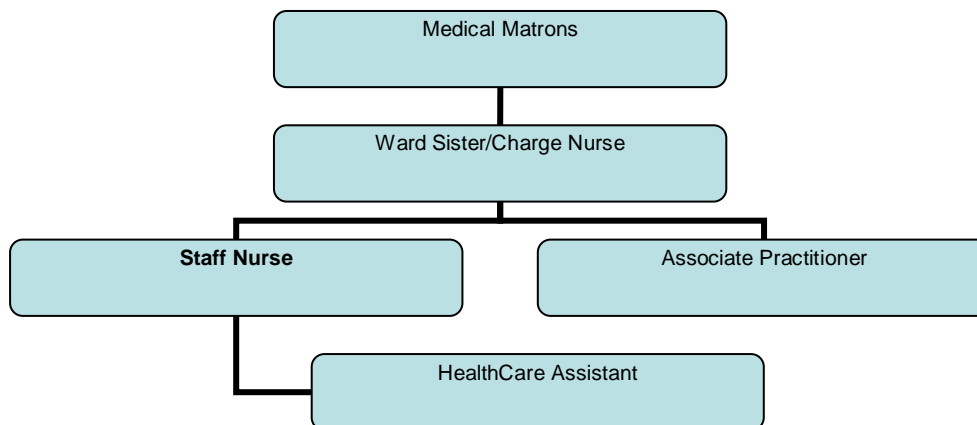 Medical Matrons
Ward Sister/Charge Nurse
Staff Nurse
Associate Practitioner
HealthCare Assistant